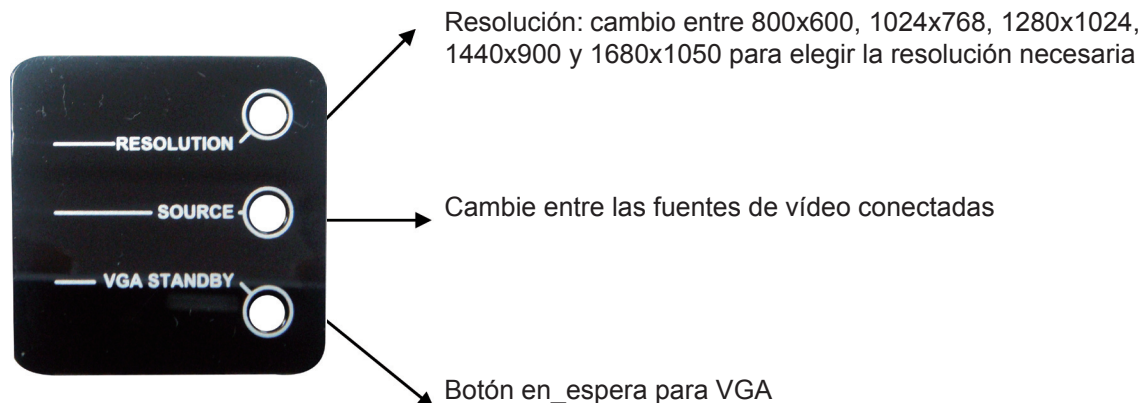 Resolución: cambio entre 800x600, 1024x768, 1280x1024,
1440x900 y 1680x1050 para elegir la resolución necesaria
RESOLUTION
SOURCE
Cambie entre las fuentes de vídeo conectadas
VGA STANDBY
Botón en_espera para VGA